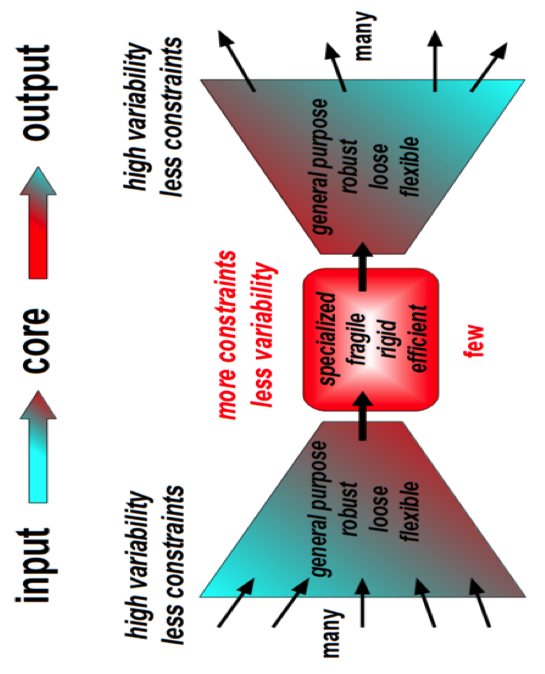 input
core
output
high variability
less constraints
more constraints
less variability
high variability
less constraints
many
general purpose
robust
loose
flexible
specialized
fragile
rigid
efficient
few
general purpose
robust
loose
flexible
many